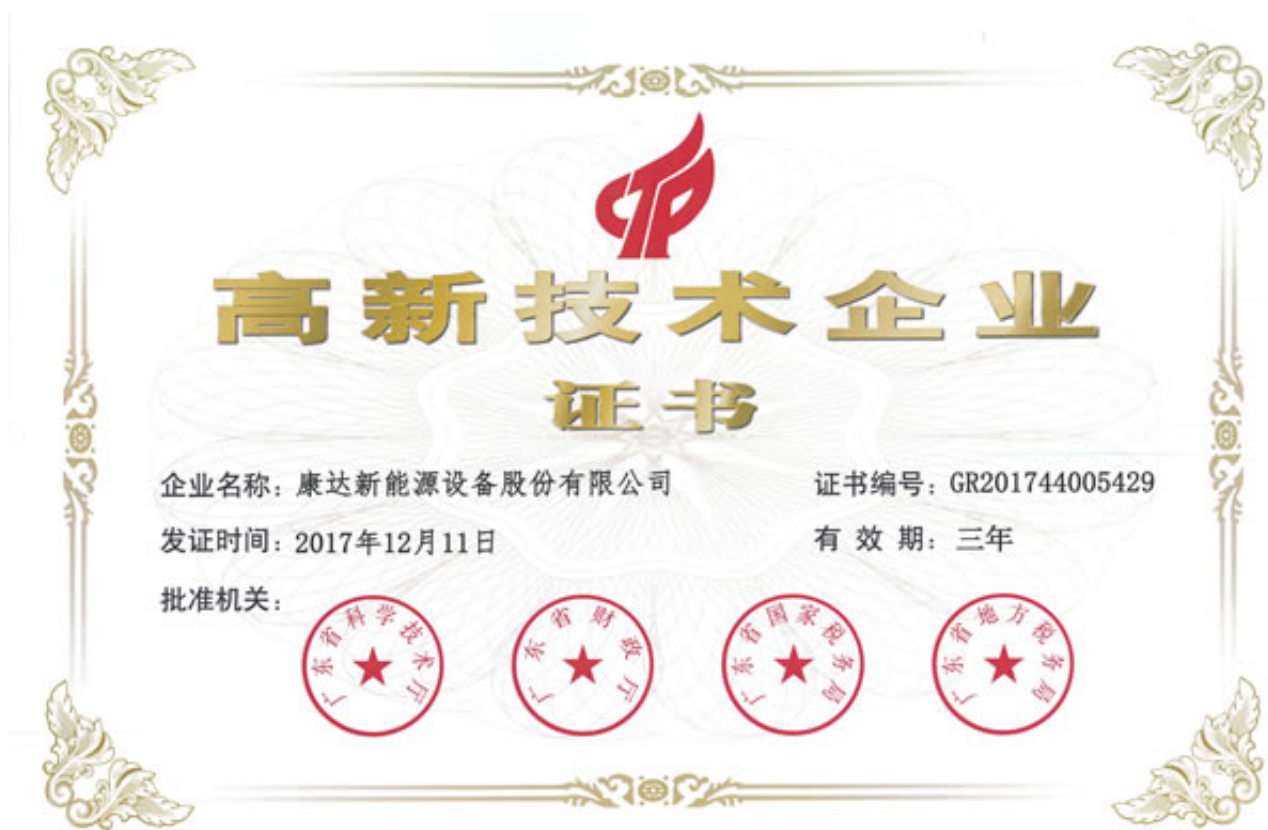 高新技术企业
证书
企业名称：康达新能源设备股份有限公司
证书编号：GR201744005429
发证时间：2017年12月11日
有 效 期：三年
批准机关：
广东省科学技术厅
广东省财政厅
广东省国家税务局
广东省地方税务局